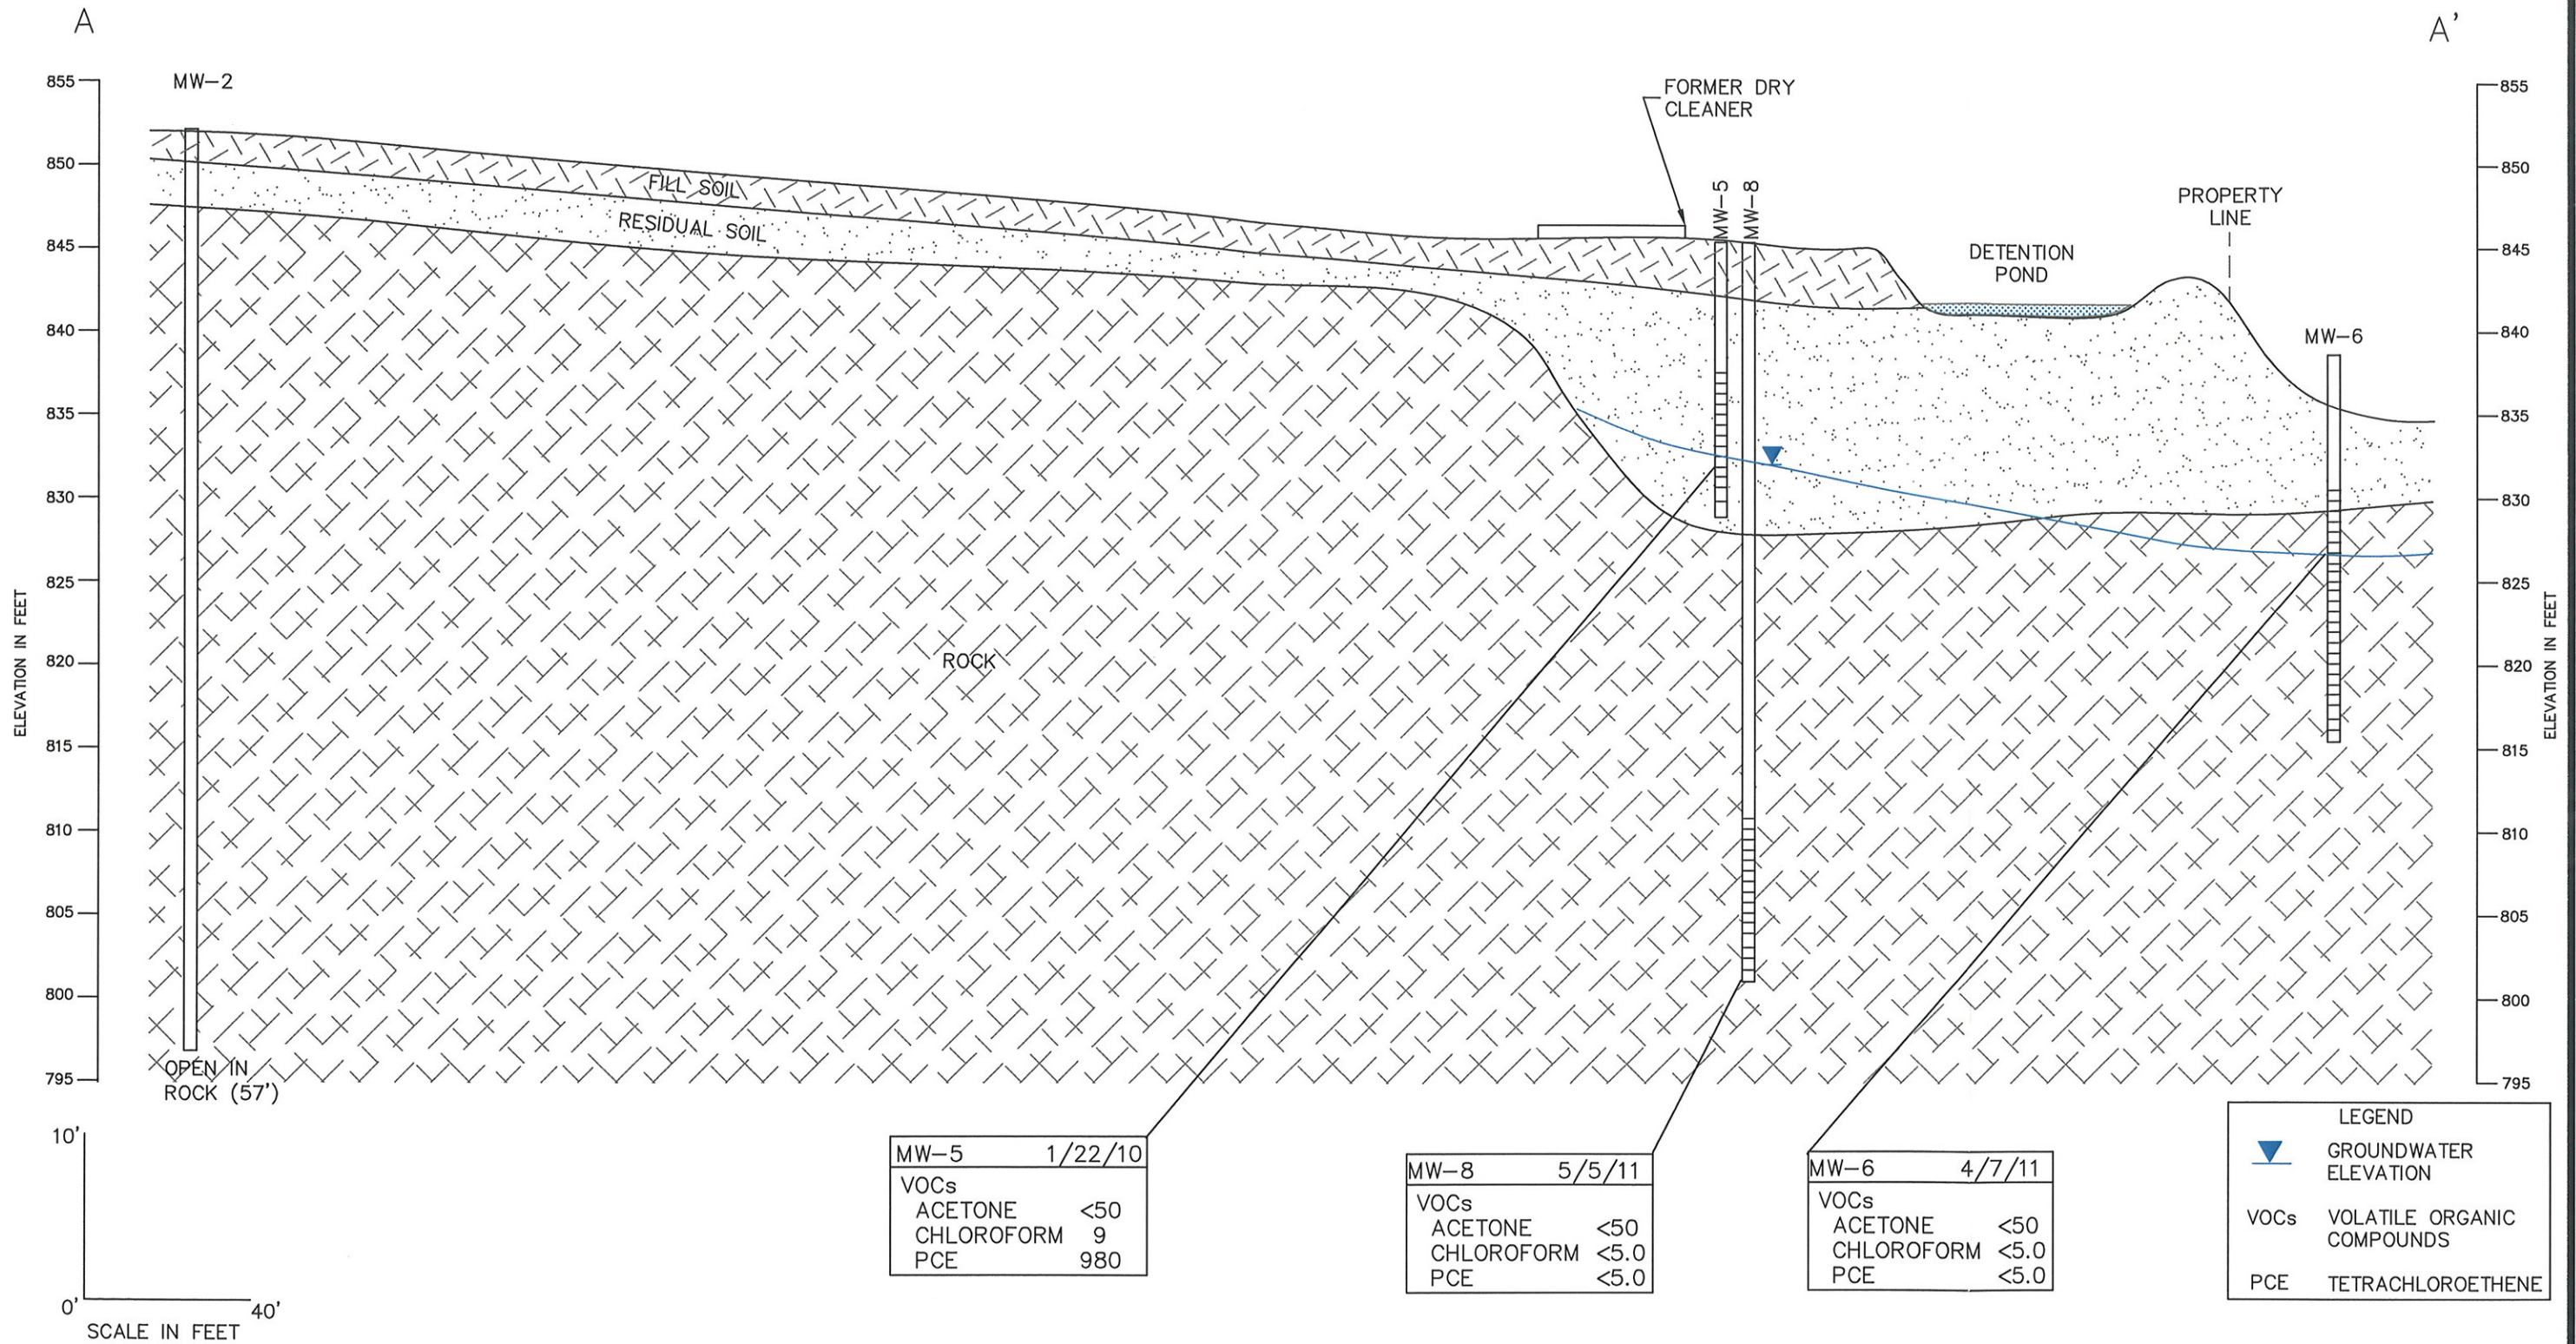 A
A'
855
850
845
840
835
830
825
820
815
810
805
800
795
ELEVATION IN FEET
MW-2
FILL SOIL
RESIDUAL SOIL
ROCK
OPEN IN
ROCK (57')
FORMER DRY
CLEANER
MW-5
MW-8
DETENTION
POND
PROPERTY
LINE
MW-6
855
850
845
840
835
830
825
820
815
810
805
800
795
ELEVATION IN FEET
10'
0'
40'
SCALE IN FEET
MW-5 1/22/10
VOCs
ACETONE <50
CHLOROFORM 9
PCE 980
MW-8 5/5/11
VOCs
ACETONE <50
CHLOROFORM <5.0
PCE <5.0
MW-6 4/7/11
VOCs
ACETONE <50
CHLOROFORM <5.0
PCE <5.0
LEGEND
GROUNDWATER
ELEVATION
VOCs VOLATILE ORGANIC
COMPOUNDS
PCE TETRACHLOROETHENE